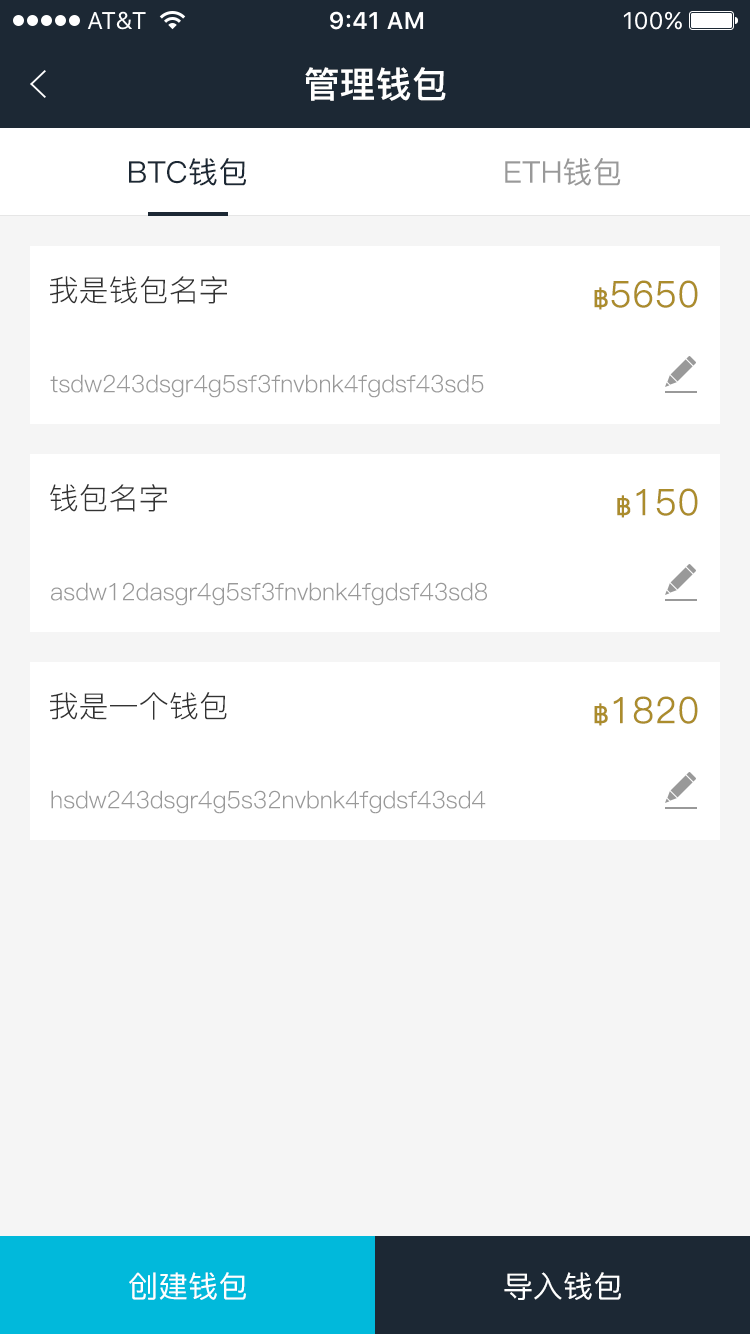 AT&T 9:41 AM 100%
管理钱包
BTC钱包 ETH钱包
我是钱包名字 ฿5650
tsdw243dsgr4g5sf3fnvbnk4fgdsf43sd5
钱包名字 ฿150
asdw12dasgr4g5sf3fnvbnk4fgdsf43sd8
我是一个钱包 ฿1820
hsdw243dsgr4g5s32nvbnk4fgdsf43sd4
创建钱包 导入钱包